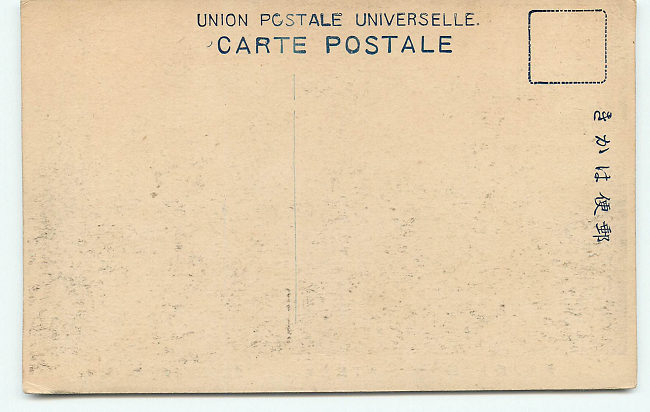 UNION POSTALE UNIVERSELLE.
CARTE POSTALE
郵便はかき